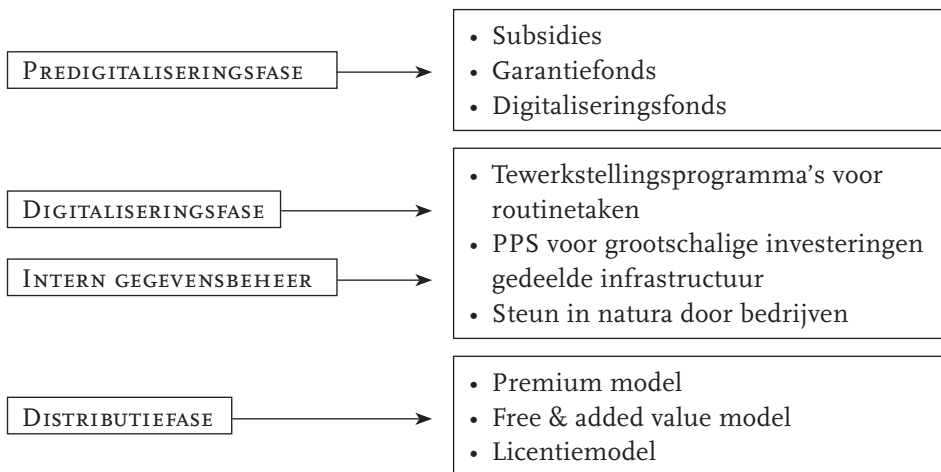 PREDIGITALISERINGSFASE
• Subsidies
• Garantiefonds
• Digitaliseringsfonds
DIGITALISERINGSFASE
INTERN GEGEVENSBEHEER
• Tewerkstellingsprogramma's voor
routinetaken
• PPS voor grootschalige investeringen
gedeelde infrastructuur
• Steun in natura door bedrijven
DISTRIBUTIEFASE
• Premium model
• Free & added value model
• Licentiemodel